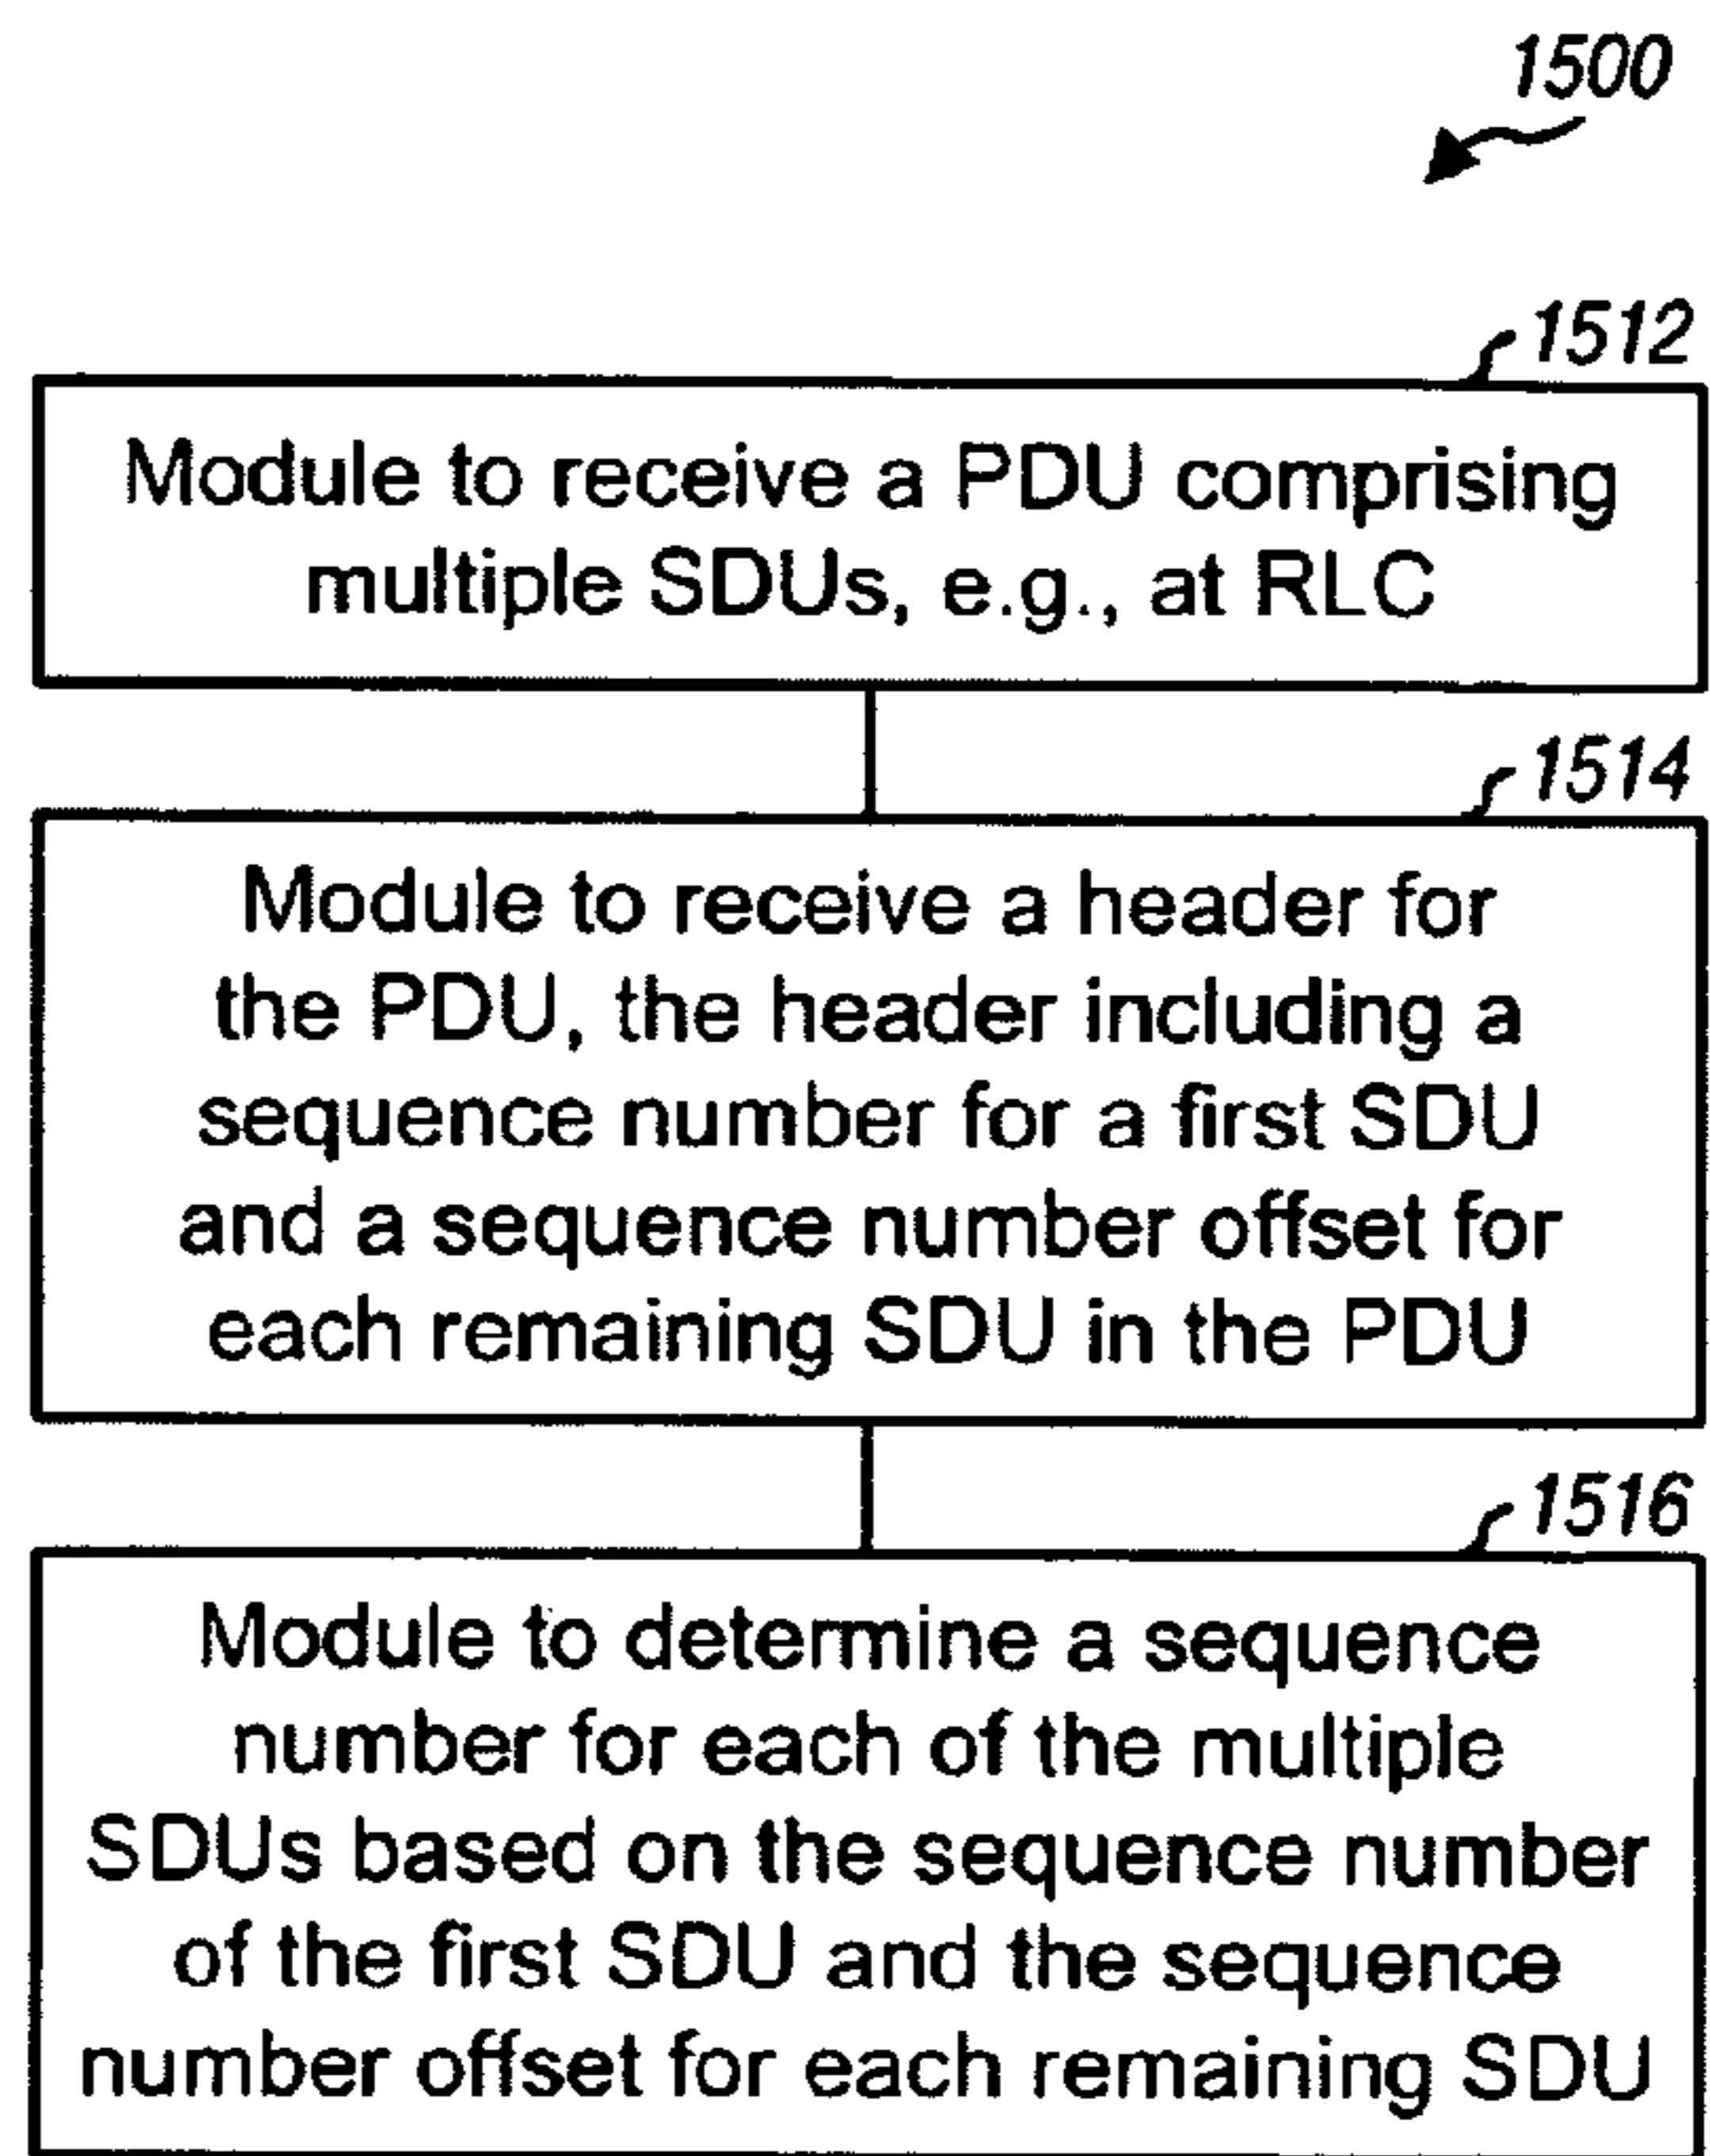 1500
1512
Module to receive a PDU comprising
multiple SDUs, e.g., at RLC
1514
Module to receive a header for
the PDU, the header including a
sequence number for a first SDU
and a sequence number offset for
each remaining SDU in the PDU
1516
Module to determine a sequence
number for each of the multiple
SDUs based on the sequence number
of the first SDU and the sequence
number offset for each remaining SDU